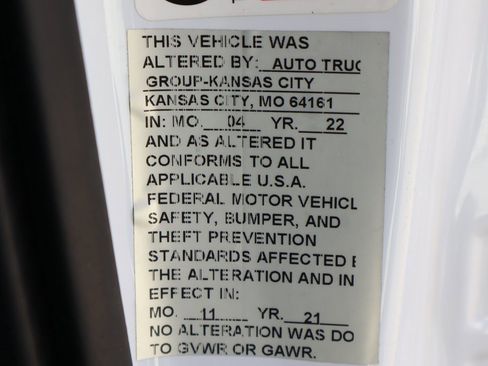 THIS VEHICLE WAS
ALTERED BY: AUTO TRUC
GROUP-KANSAS CITY
KANSAS CITY, MO 64161
IN: MO. 04 YR. 22
AND AS ALTERED IT
CONFORMS TO ALL
APPLICABLE U.S.A.
FEDERAL MOTOR VEHICL
SAFETY, BUMPER, AND
THEFT PREVENTION
STANDARDS AFFECTED B
THE ALTERATION AND IN
EFFECT IN:
MO. 11 YR. 21
NO ALTERATION WAS DO
TO GVWR OR GAWR.